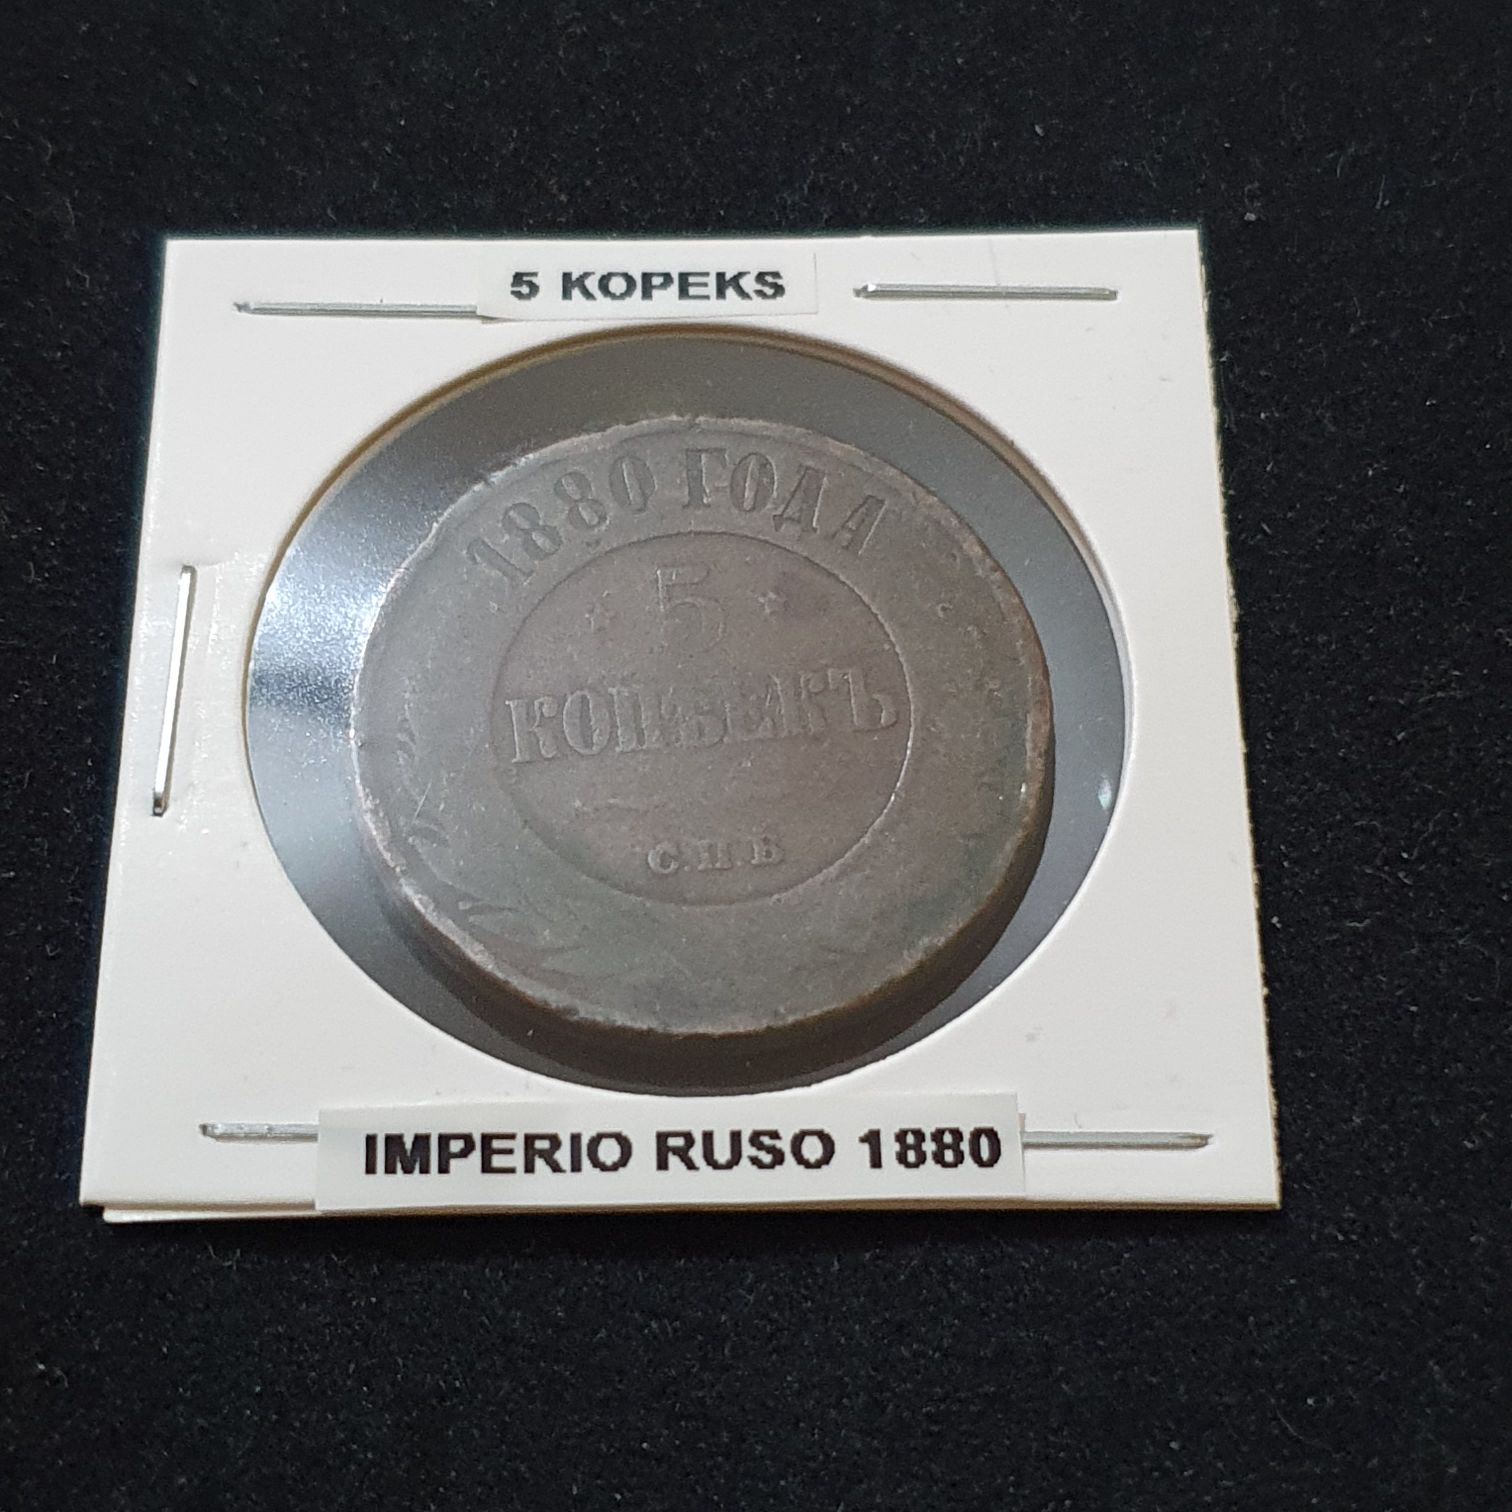 5 KOPEKS
1880 ГОДА
5
КОПѢЕКЪ
С.П.Б
IMPERIO RUSO 1880